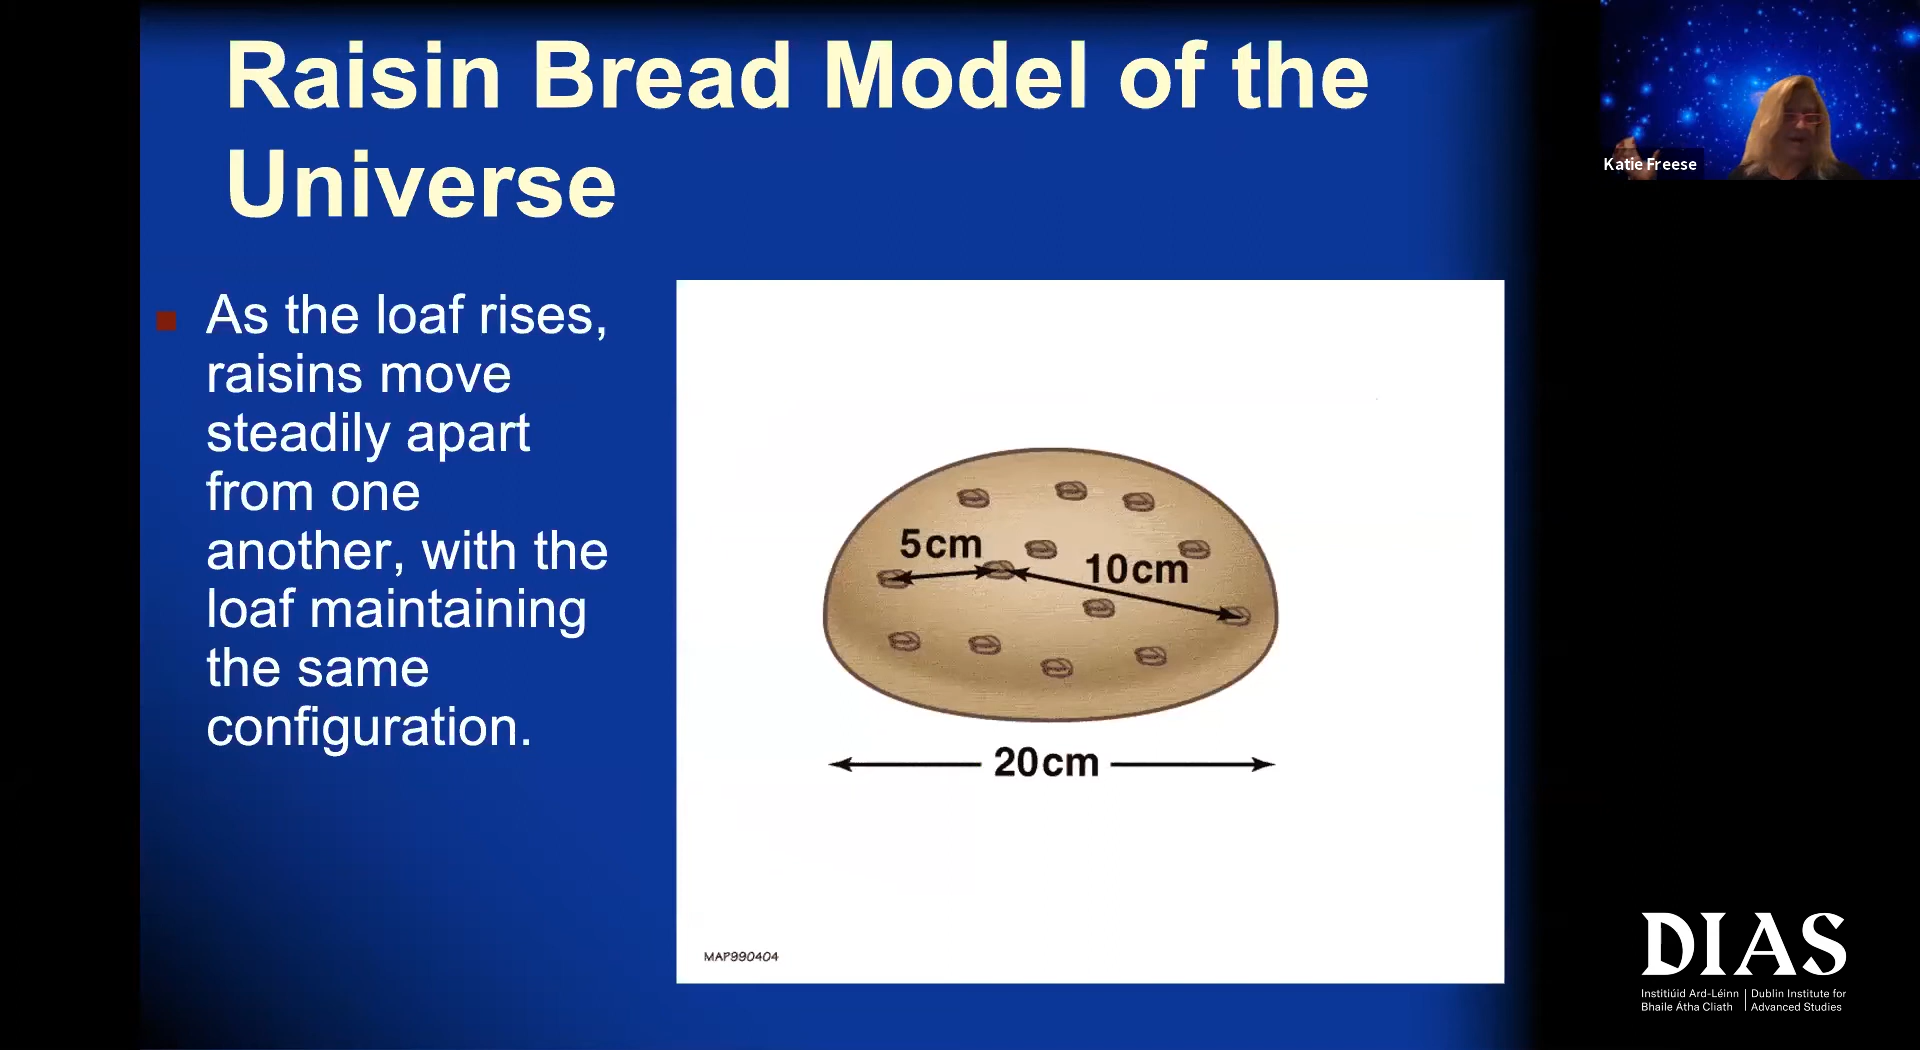 Raisin Bread Model of the
Universe
As the loaf rises,
raisins move
steadily apart
from one
another, with the
loaf maintaining
the same
configuration.
5cm
10cm
20cm
MAP990404
Katie Freese
DIAS
Institiúid Ard-Léinn
Bhaile Átha Cliath
Dublin Institute for
Advanced Studies